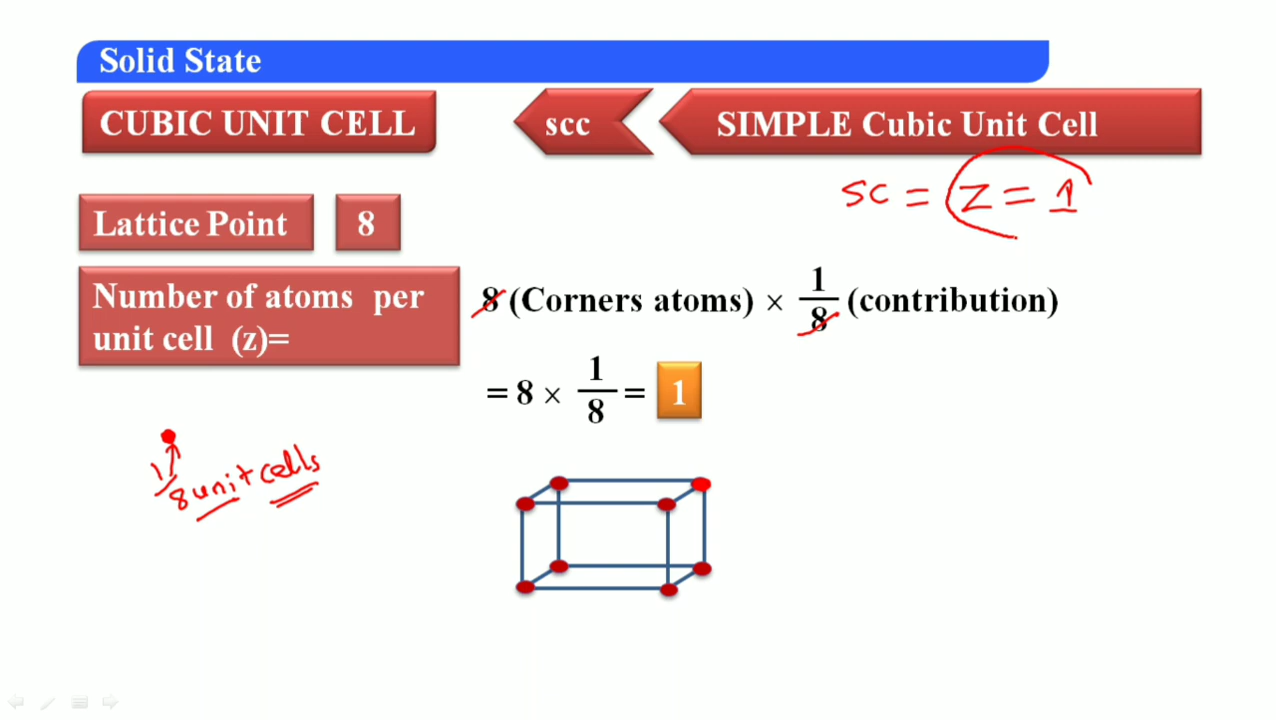 Solid State
CUBIC UNIT CELL
scc
SIMPLE Cubic Unit Cell
sc = z = 1
Lattice Point
8
Number of atoms per
unit cell (z)=
8 (Corners atoms) × 1/8 (contribution)
= 8 × 1/8 = 1
1/8 unit cells